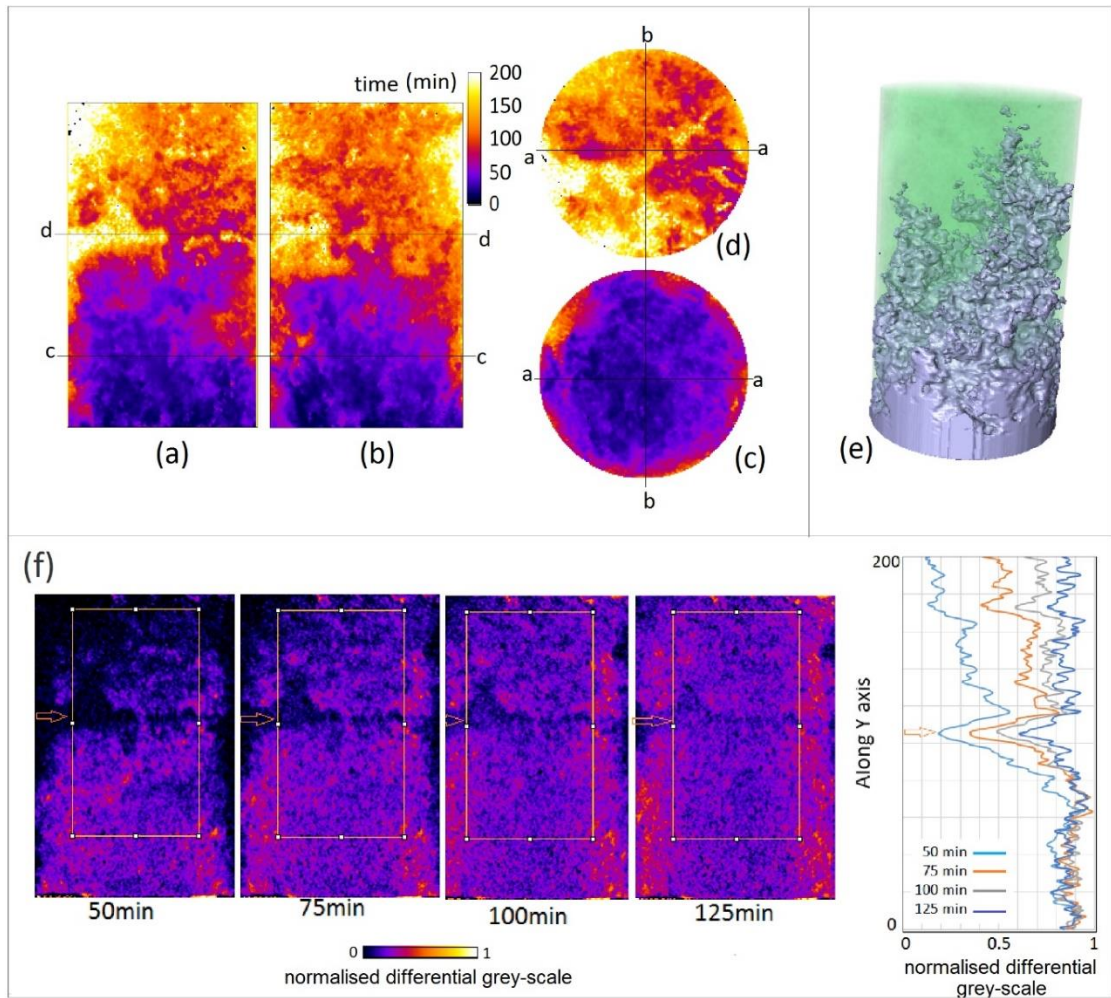 time (min)
200
150
100
50
0
d
d
c
c
(a)
(b)
b
a
a
(d)
a
a
(c)
b
(e)
(f)
50min
75min
100min
125min
0
1
normalised differential grey-scale
200
Along Y axis
50 min
75 min
100 min
125 min
0
0
0.5
1
normalised differential
grey-scale